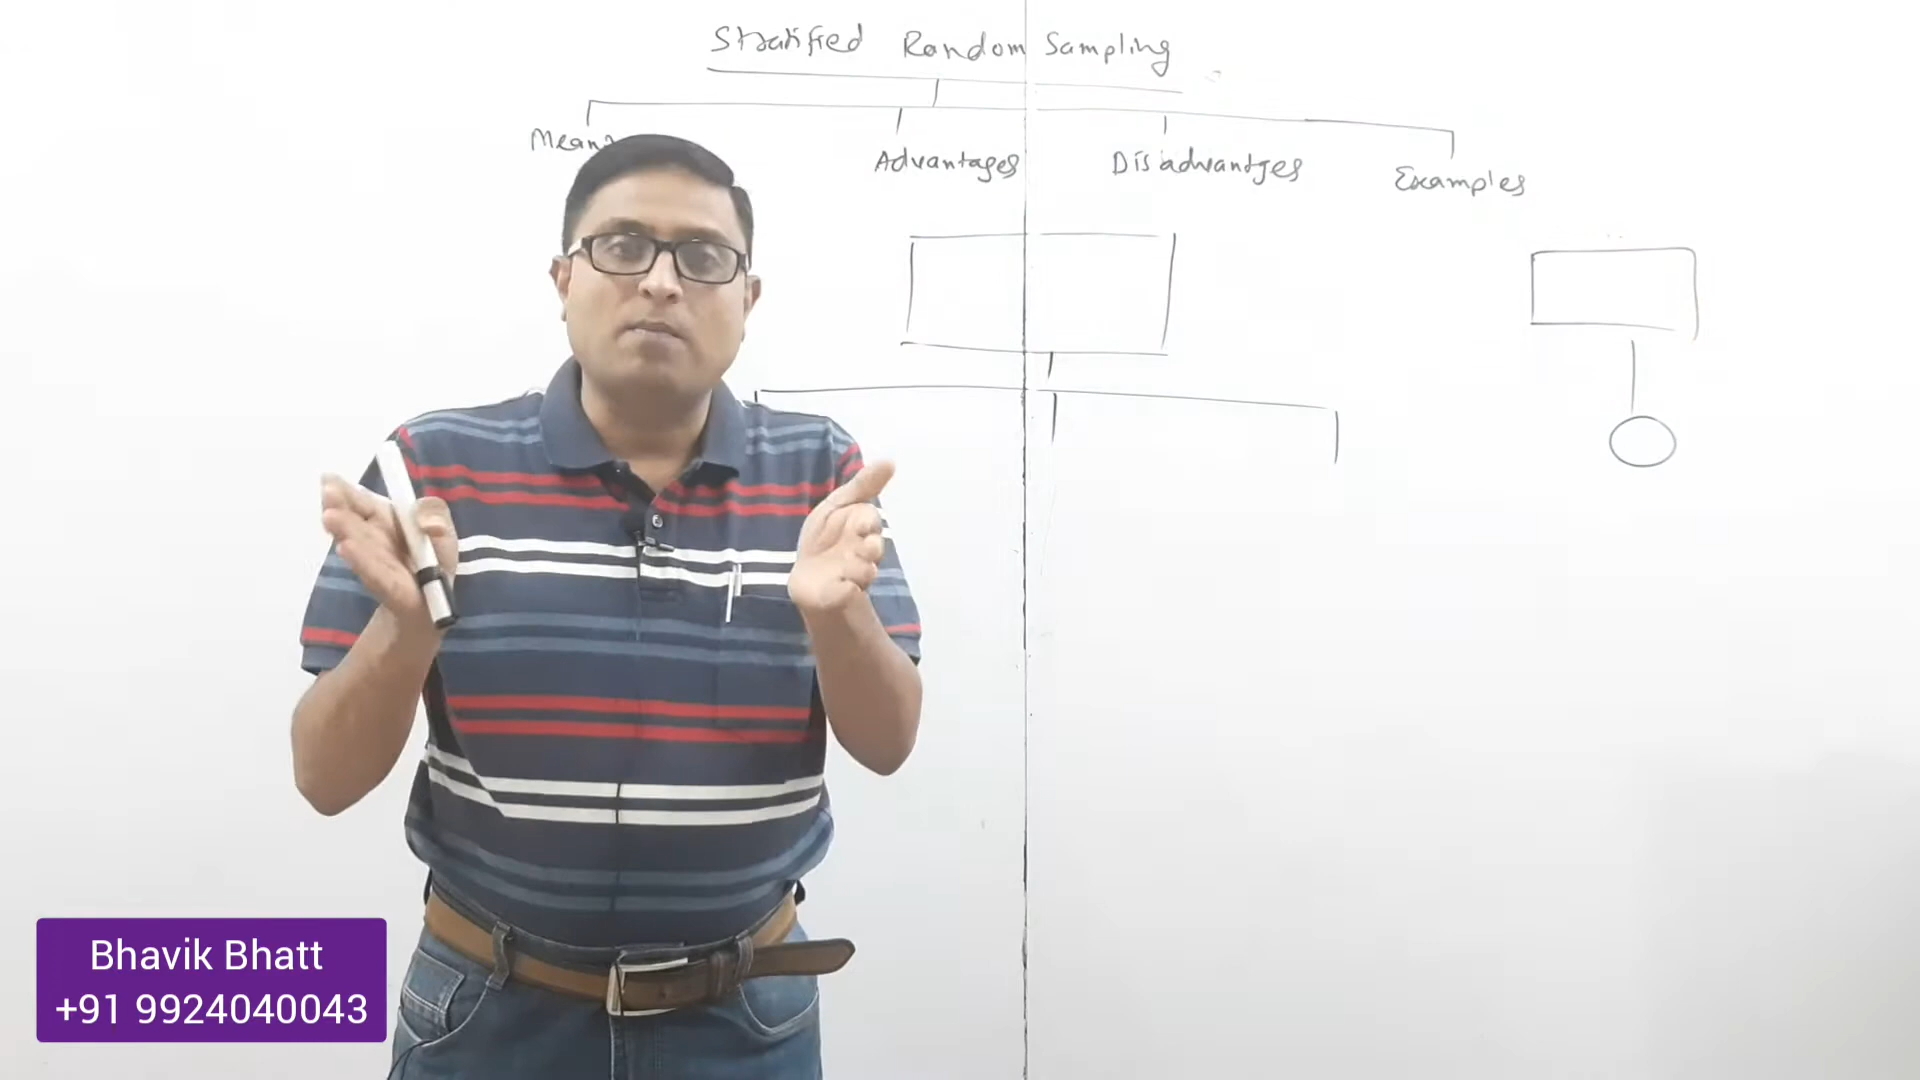 Stratified Random Sampling
Advantages
Disadvantges
Examples
Bhavik Bhatt
+91 9924040043